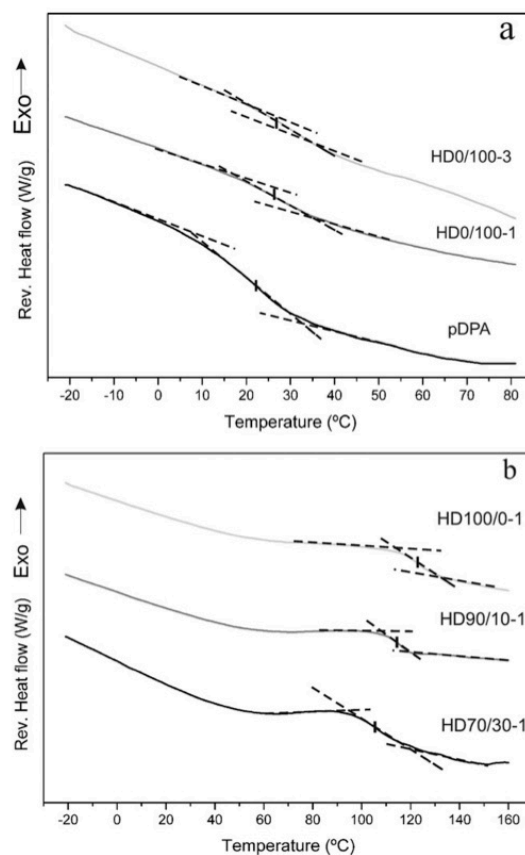 a
Rev. Heat flow (W/g) Exo
HD0/100-3
HD0/100-1
pDPA
-20 -10 0 10 20 30 40 50 60 70 80
Temperature (ºC)
b
Rev. Heat flow (W/g) Exo
HD100/0-1
HD90/10-1
HD70/30-1
-20 0 20 40 60 80 100 120 140 160
Temperature (ºC)